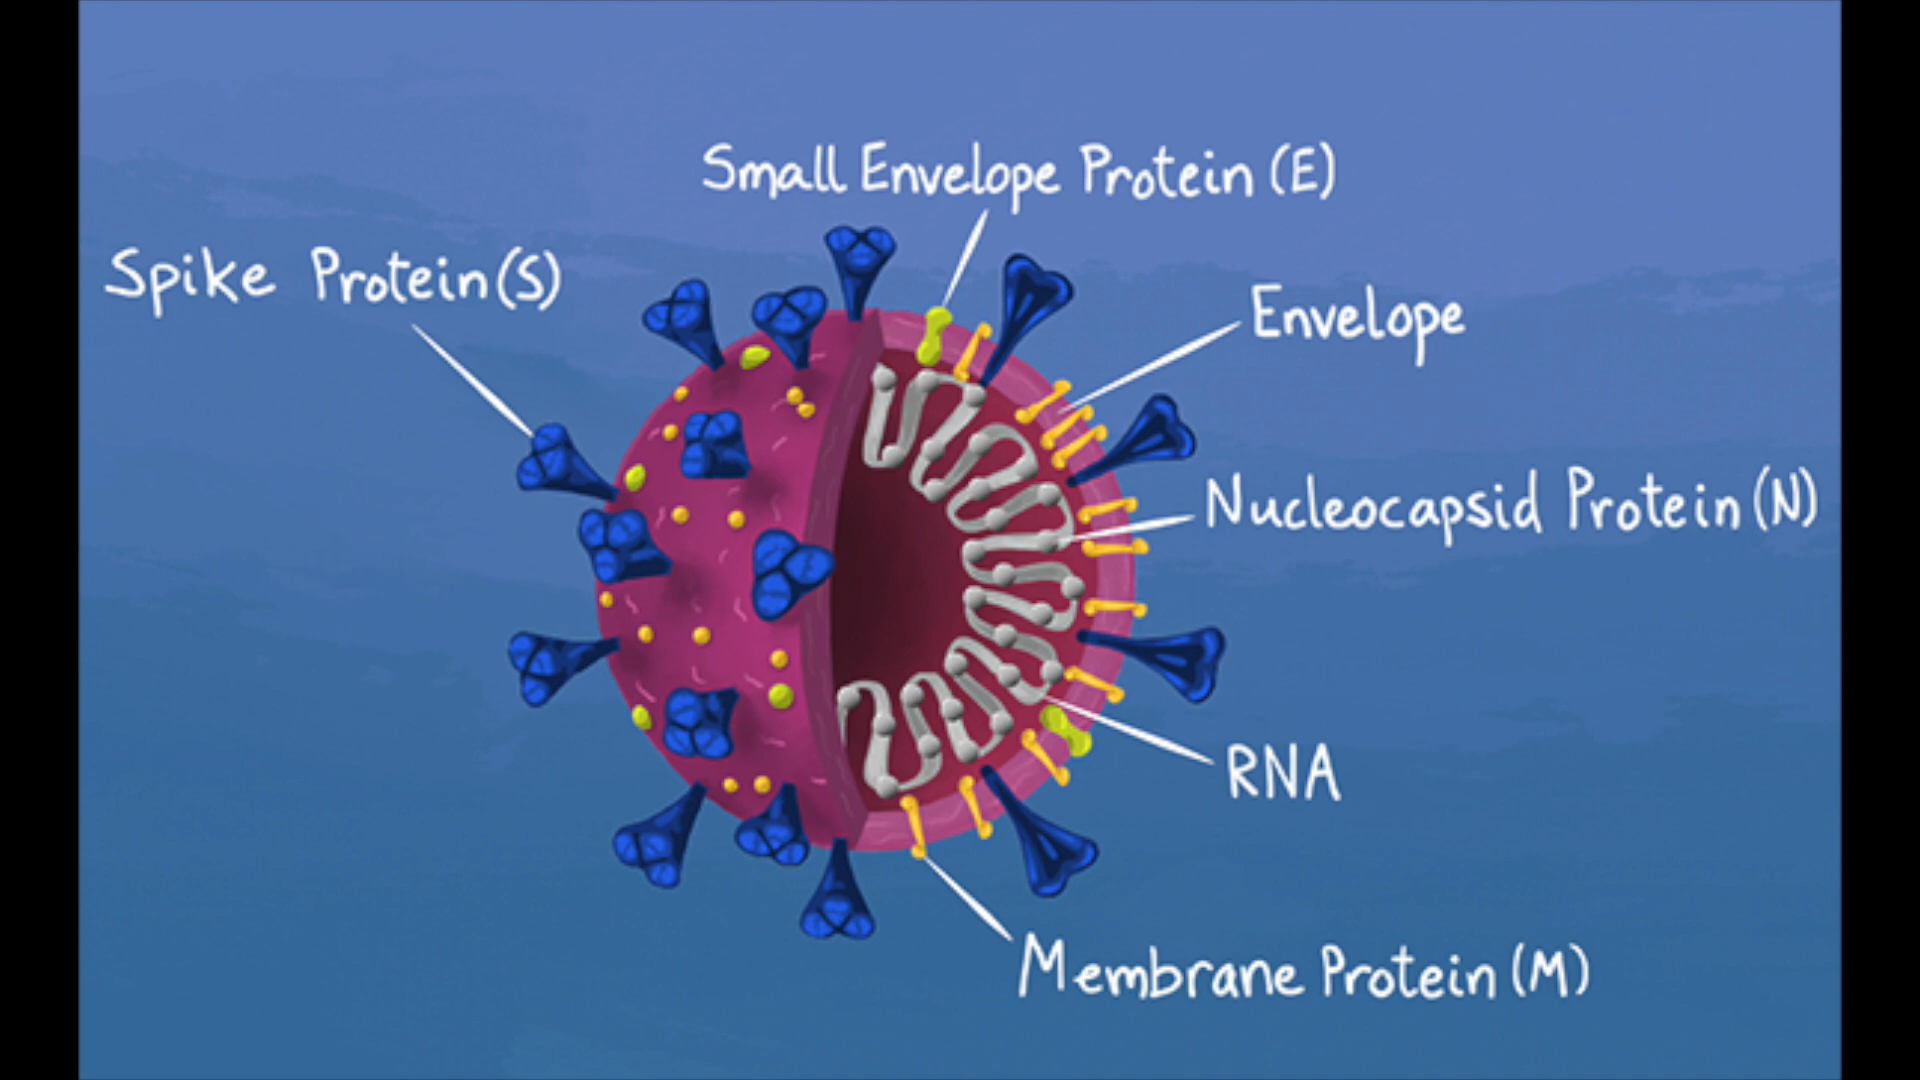 Small Envelope Protein (E)
Spike Protein (S)
Envelope
Nucleocapsid Protein (N)
RNA
Membrane Protein (M)